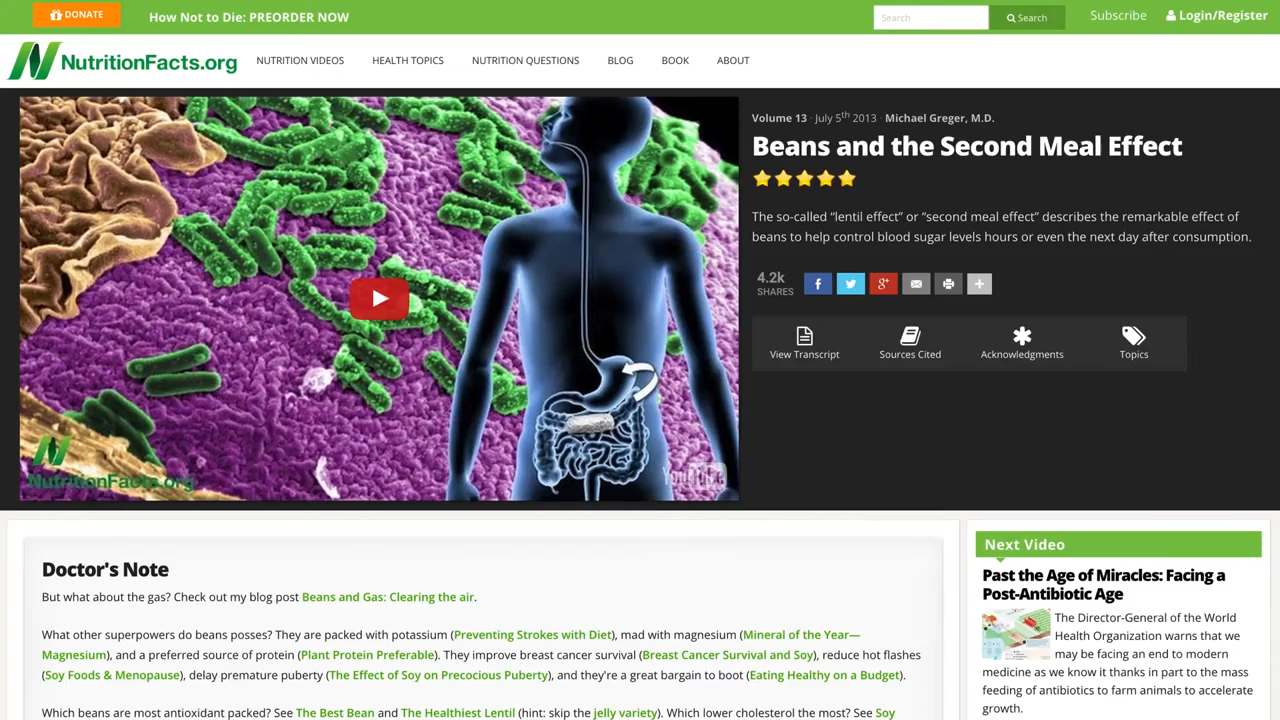 DONATE
How Not to Die: PREORDER NOW
Search
Search
Subscribe
Login/Register
NutritionFacts.org
NUTRITION VIDEOS
HEALTH TOPICS
NUTRITION QUESTIONS
BLOG
BOOK
ABOUT
NutritionFacts.org
YouTube
Volume 13 · July 5th 2013 · Michael Greger, M.D.
Beans and the Second Meal Effect
The so-called “lentil effect” or “second meal effect” describes the remarkable effect of
beans to help control blood sugar levels hours or even the next day after consumption.
4.2k
SHARES
View Transcript
Sources Cited
Acknowledgments
Topics
Doctor's Note
But what about the gas? Check out my blog post Beans and Gas: Clearing the air.
What other superpowers do beans posses? They are packed with potassium (Preventing Strokes with Diet), mad with magnesium (Mineral of the Year—
Magnesium), and a preferred source of protein (Plant Protein Preferable). They improve breast cancer survival (Breast Cancer Survival and Soy), reduce hot flashes
(Soy Foods & Menopause), delay premature puberty (The Effect of Soy on Precocious Puberty), and they're a great bargain to boot (Eating Healthy on a Budget).
Which beans are most antioxidant packed? See The Best Bean and The Healthiest Lentil (hint: skip the jelly variety). Which lower cholesterol the most? See Soy
Next Video
Past the Age of Miracles: Facing a
Post-Antibiotic Age
The Director-General of the World
Health Organization warns that we
may be facing an end to modern
medicine as we know it thanks in part to the mass
feeding of antibiotics to farm animals to accelerate
growth.